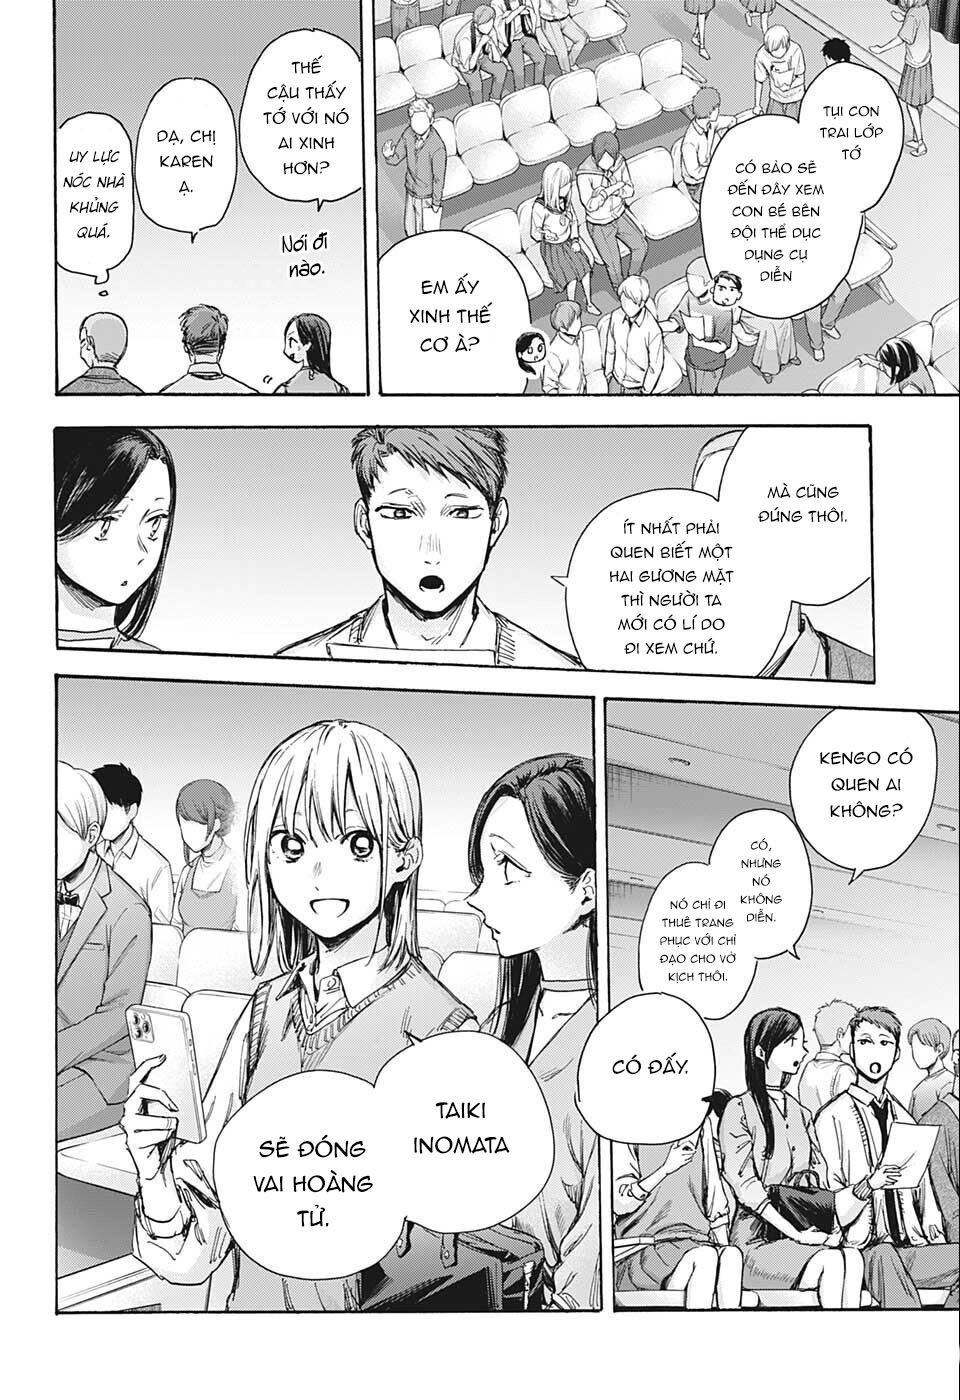 TỤI CON
TRAI LỚP
TỚ
CÓ BẢO SẼ
ĐẾN ĐÂY XEM
CON BÉ BÊN
ĐỘI THỂ DỤC
DỤNG CỤ
DIỄN
EM ẤY
XINH THẾ
CƠ À?
THẾ
CẬU THẤY
TỚ VỚI NÓ
AI XINH
HƠN?
Nói đi
nào.
DẠ, CHỊ
KAREN
Ạ.
UY LỰC
NÓC NHÀ
KHỦNG
QUÁ.
MÀ CŨNG
ĐÚNG THÔI.
ÍT NHẤT PHẢI
QUEN BIẾT MỘT
HAI GƯƠNG MẶT
THÌ NGƯỜI TA
MỚI CÓ LÍ DO
ĐI XEM CHỨ.
KENGO CÓ
QUEN AI
KHÔNG?
CÓ,
NHƯNG
NÓ
KHÔNG
DIỄN.
NÓ CHỈ ĐI
THUÊ TRANG
PHỤC VỚI CHỈ
ĐẠO CHO VỞ
KỊCH THÔI.
CÓ ĐẤY.
TAIKI
INOMATA
SẼ ĐÓNG
VAI HOÀNG
TỬ.